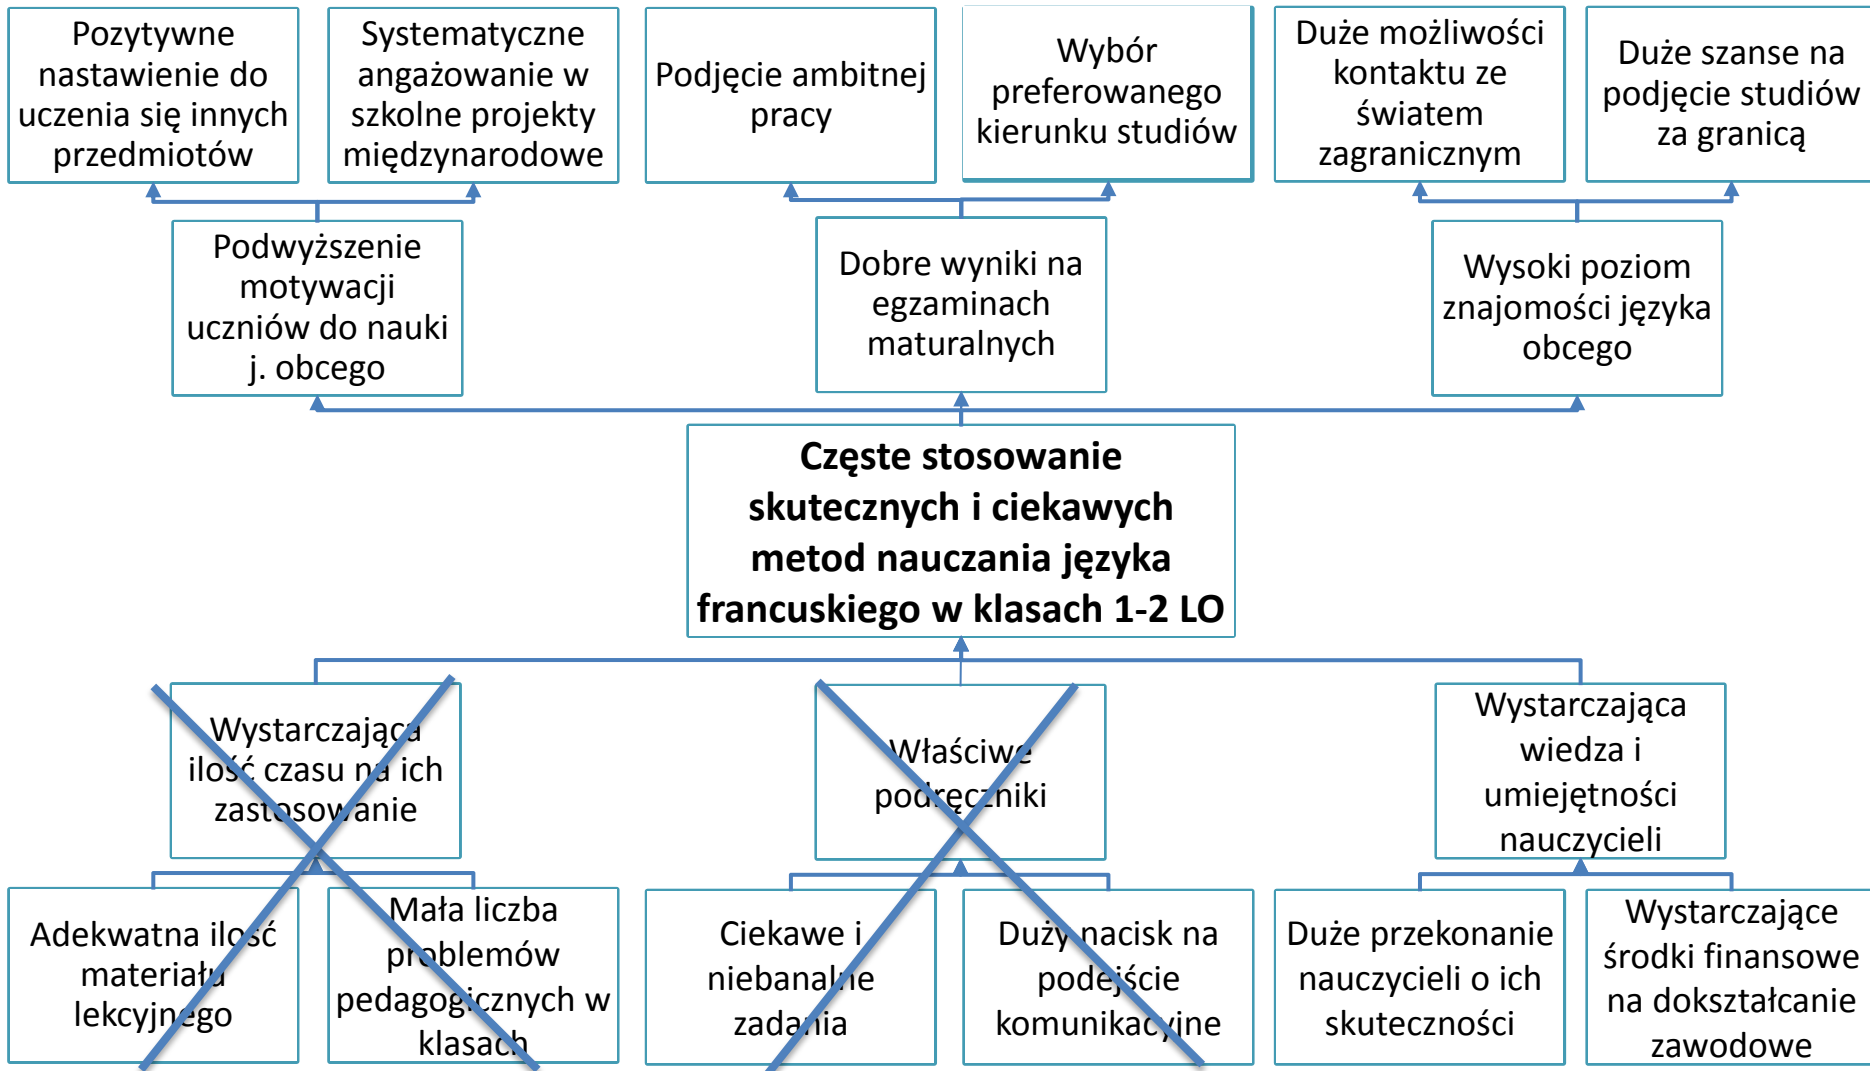 Pozytywne
nastawienie do
uczenia się innych
przedmiotów
Systematyczne
angażowanie w
szkolne projekty
międzynarodowe
Podjęcie ambitnej
pracy
Wybór
preferowanego
kierunku studiów
Duże możliwości
kontaktu ze
światem
zagranicznym
Duże szanse na
podjęcie studiów
za granicą
Podwyższenie
motywacji
uczniów do nauki
j. obcego
Dobre wyniki na
egzaminach
maturalnych
Wysoki poziom
znajomości języka
obcego
Częste stosowanie
skutecznych i ciekawych
metod nauczania języka
francuskiego w klasach 1-2 LO
Wystarczająca
ilość czasu na ich
zastosowanie
Właściwe
podręczniki
Wystarczająca
wiedza i
umiejętności
nauczycieli
Adekwatna ilość
materiału
lekcyjnego
Mała liczba
problemów
pedagogicznych w
klasach
Ciekawe i
niebanalne
zadania
Duży nacisk na
podejście
komunikacyjne
Duże przekonanie
nauczycieli o ich
skuteczności
Wystarczające
środki finansowe
na dokształcanie
zawodowe